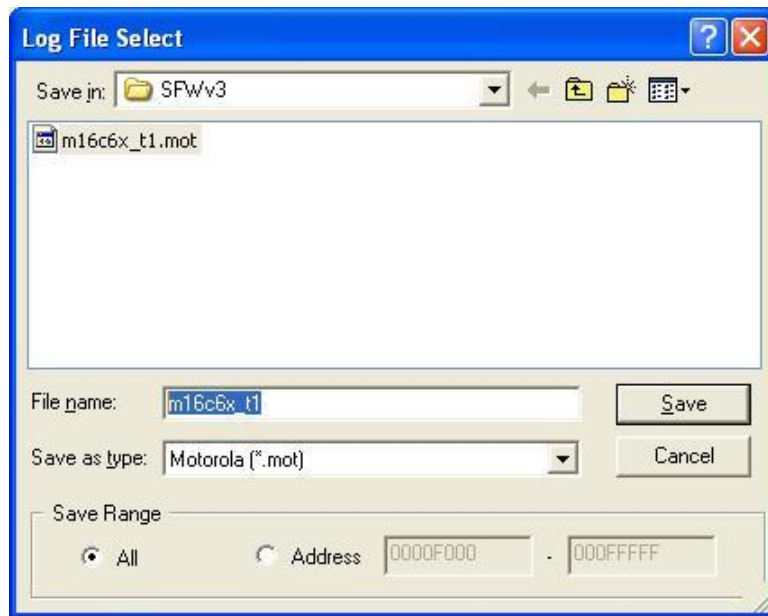 Log File Select
Save in: SFWv3
m16c6x_t1.mot
File name: m16c6x_t1 Save
Save as type: Motorola (*.mot) Cancel
Save Range
All Address 0000F000 - 000FFFFF